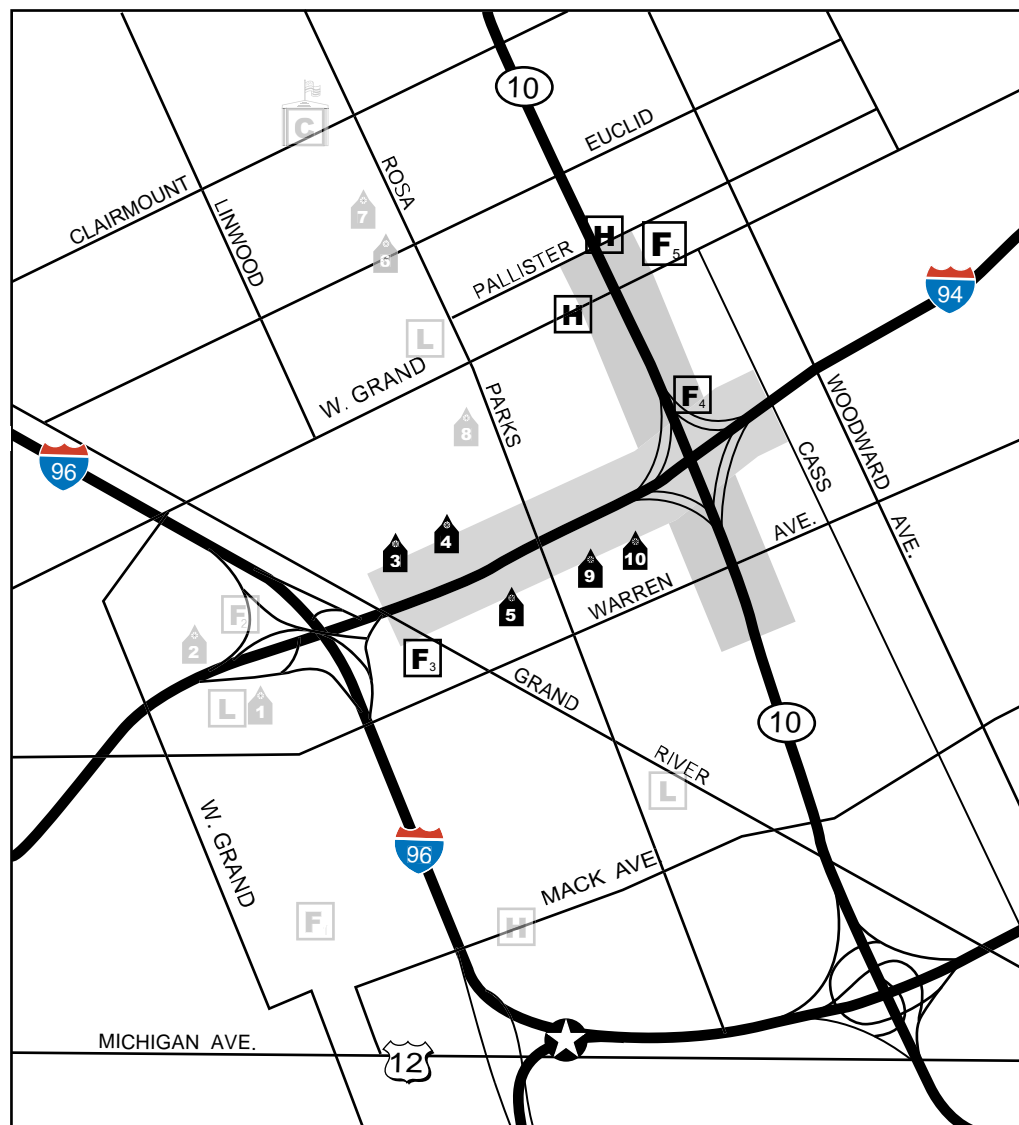 10
C
EUCLID
ROSA
CLAIRMOUNT
7
LINWOOD
H
F5
6
PALLISTER
94
H
L
W. GRAND
F4
WOODWARD
PARKS
8
CASS
96
AVE.
AVE.
4
3
10
9
WARREN
5
F2
2
F3
GRAND
L
1
10
RIVER
L
W. GRAND
96
MACK AVE.
F
H
MICHIGAN AVE.
12